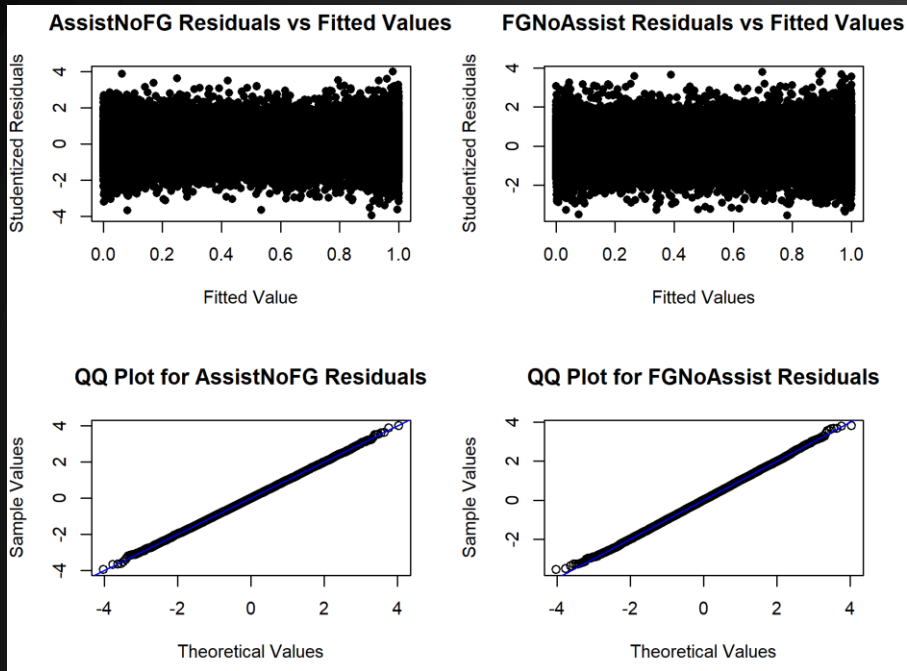 AssistNoFG Residuals vs Fitted Values
Studentized Residuals
4
2
0
-2
-4
0.0 0.2 0.4 0.6 0.8 1.0
Fitted Value
FGNoAssist Residuals vs Fitted Values
Studentized Residuals
4
2
0
-2
0.0 0.2 0.4 0.6 0.8 1.0
Fitted Values
QQ Plot for AssistNoFG Residuals
Sample Values
4
2
0
-2
-4
-4 -2 0 2 4
Theoretical Values
QQ Plot for FGNoAssist Residuals
Sample Values
4
2
0
-2
-4 -2 0 2 4
Theoretical Values